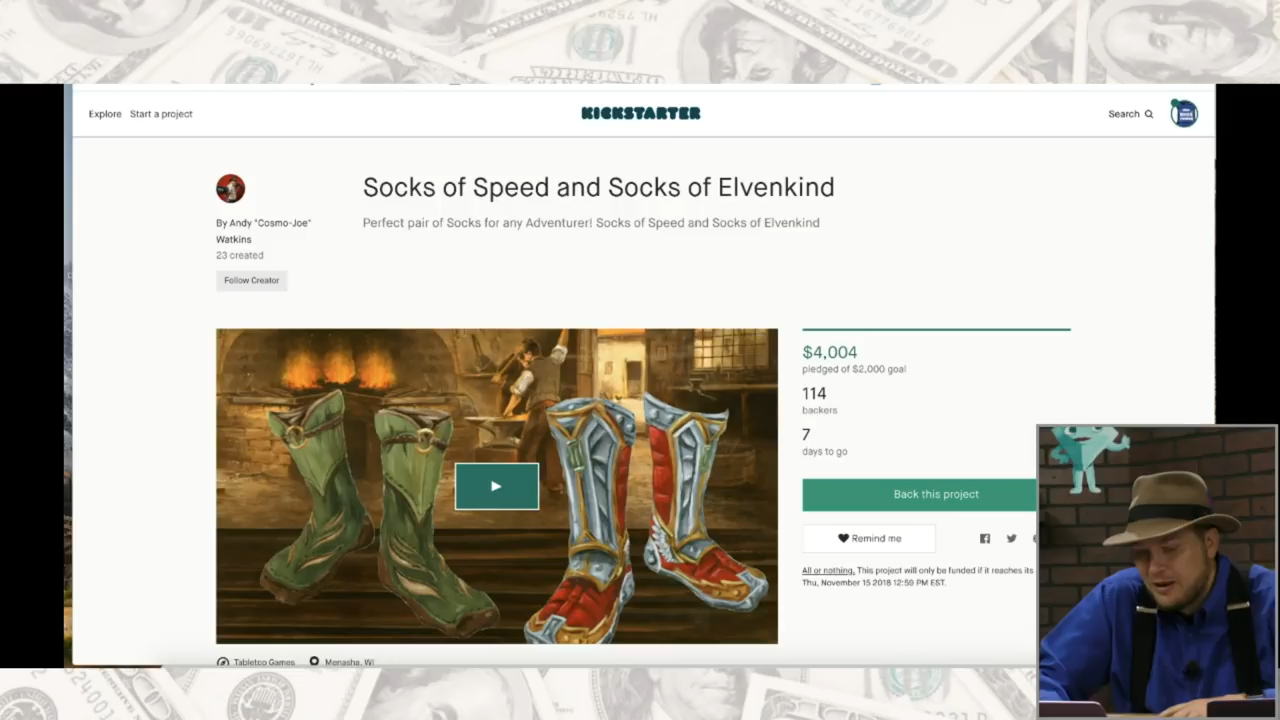 Explore Start a project
KICKSTARTER
Search
Socks of Speed and Socks of Elvenkind
Perfect pair of Socks for any Adventurer! Socks of Speed and Socks of Elvenkind
By Andy "Cosmo-Joe"
Watkins
23 created
Follow Creator
$4,004
pledged of $2,000 goal
114
backers
7
days to go
Back this project
Remind me
All or nothing. This project will only be funded if it reaches its
Thu, November 15 2018 12:59 PM EST.
Tabletop Games Menasha, WI